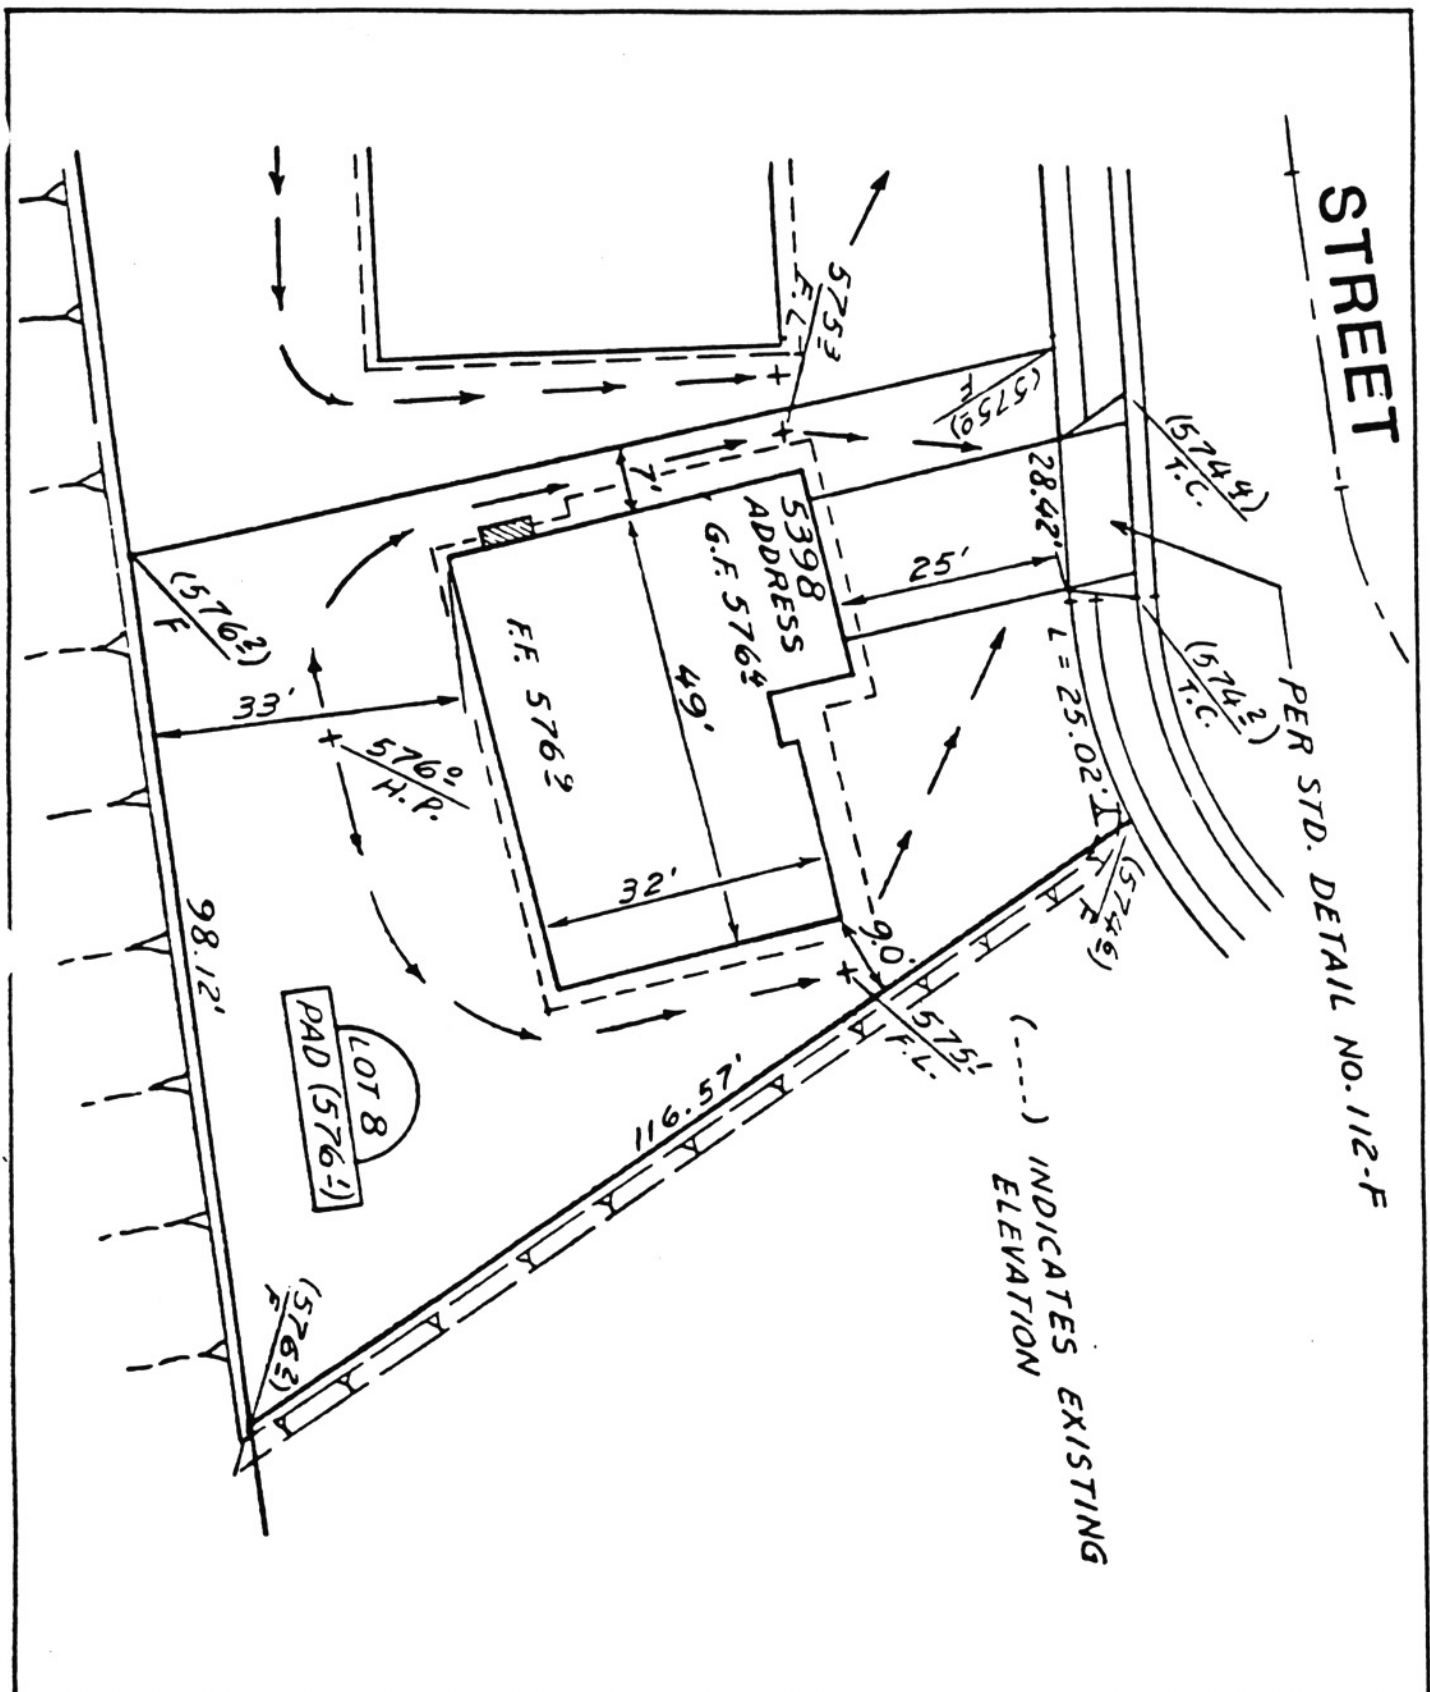 STREET
(574.4)
T.C.
(574.2)
T.C.
PER STD. DETAIL NO. 112-F
575.3
F.L.
(575.0)
F
28.42'
25'
L = 25.02'
(574.6)
F
7'
5398
ADDRESS
G.F. 576.4
49'
F.F. 576.9
32'
9.0'
575.1
F.L.
(----) INDICATES EXISTING
ELEVATION
(576.2)
F
33'
576.0
H.P.
98.12'
LOT 8
PAD (576.1)
116.57'
(576.2)
F